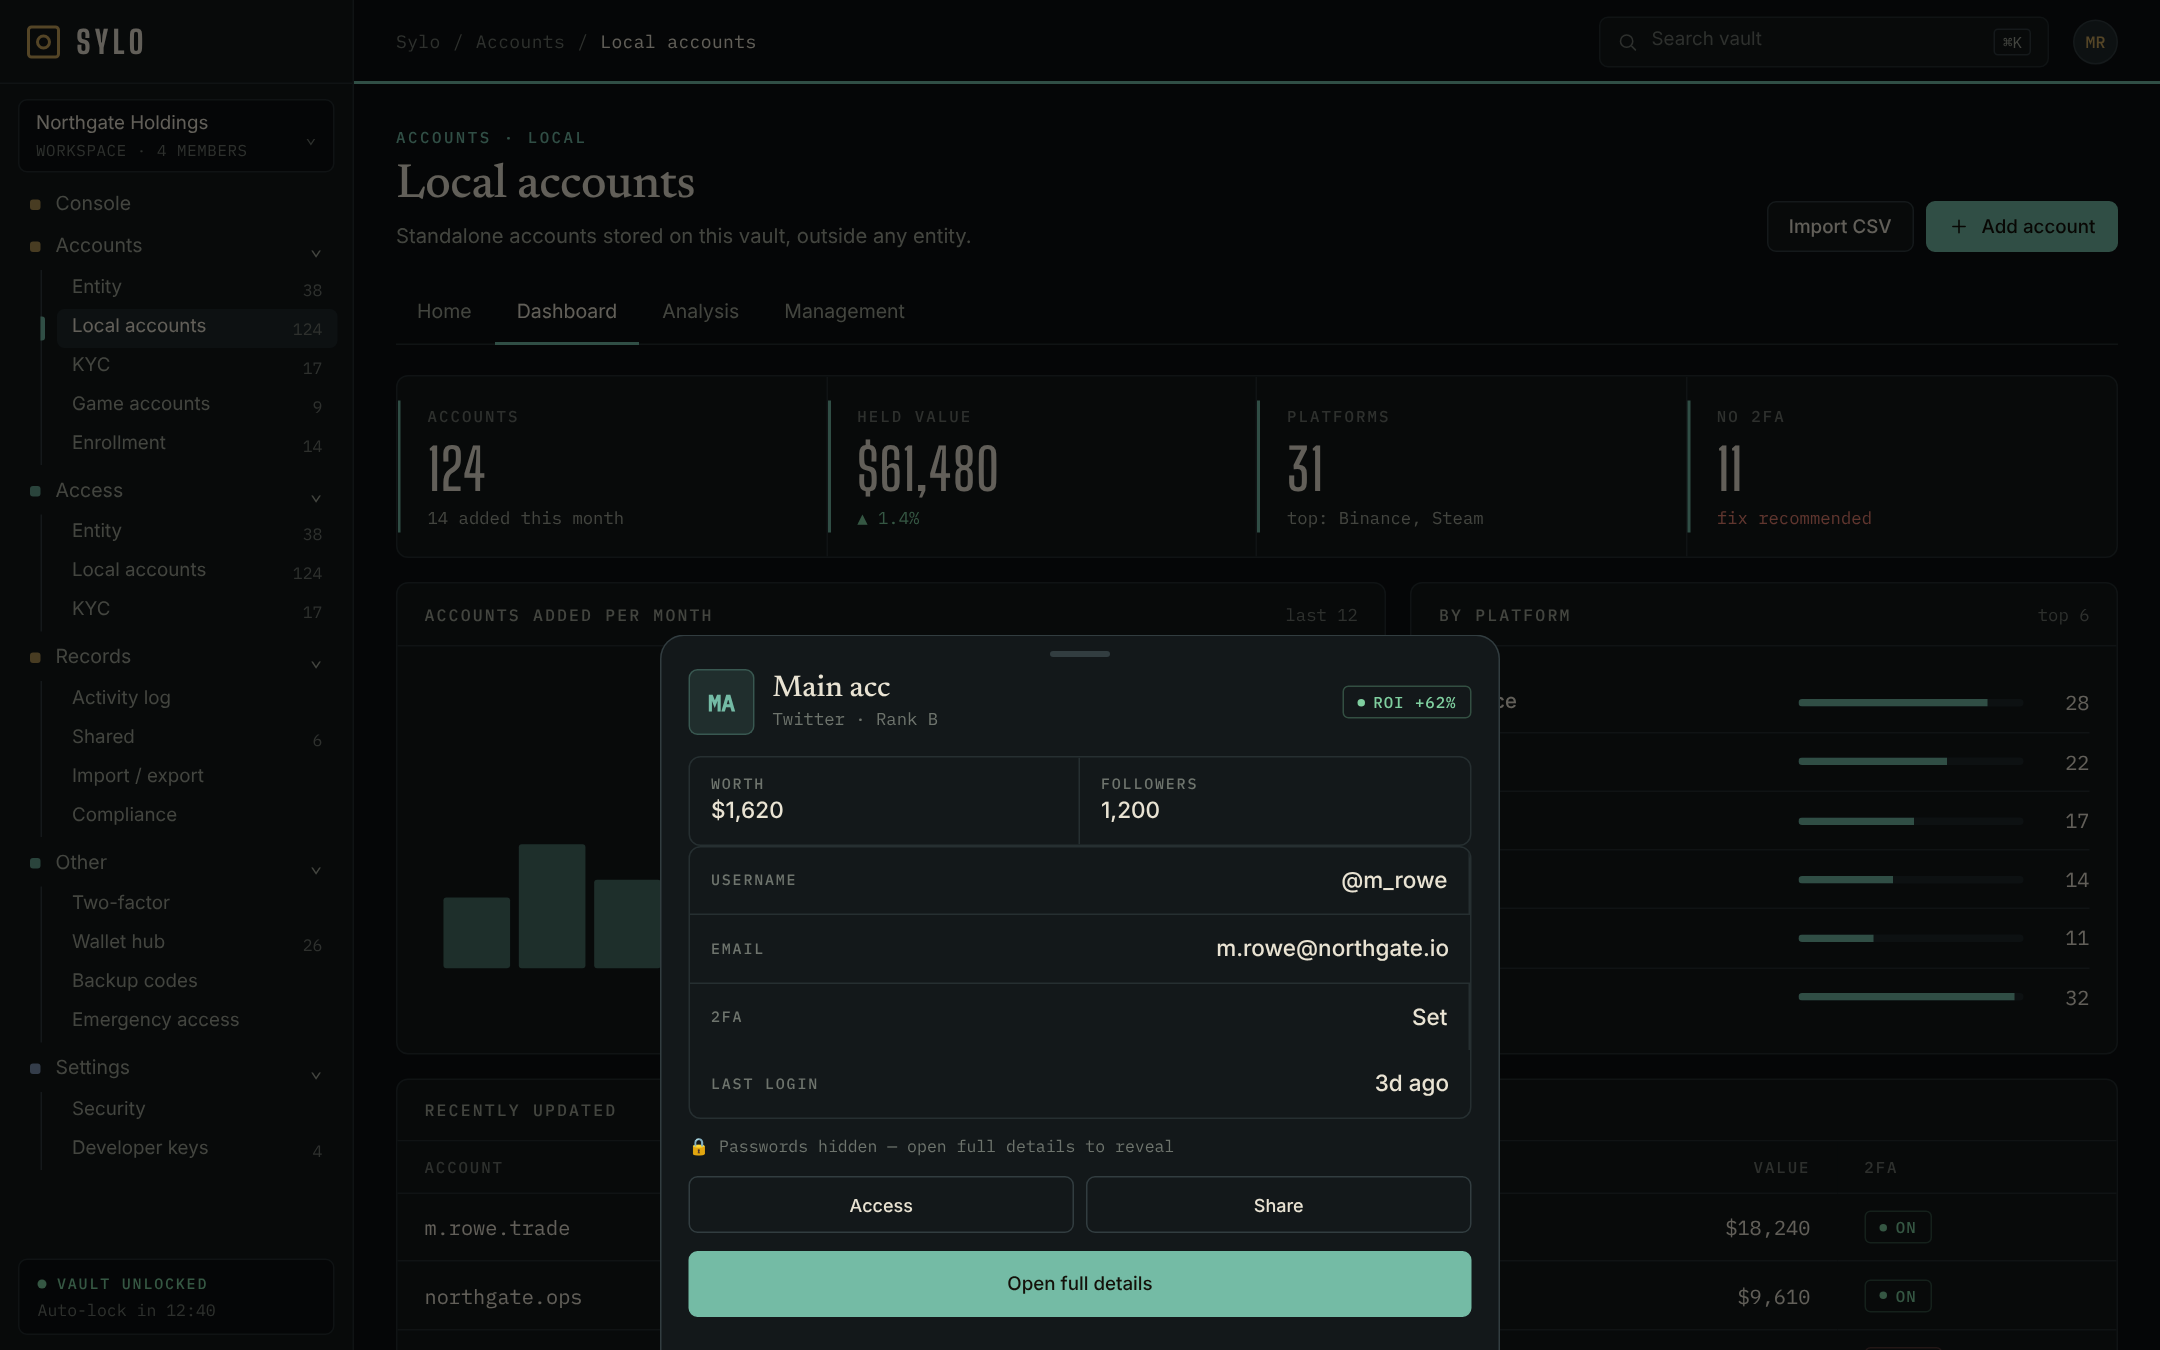 SYLO
Sylo / Accounts / Local accounts
Search vault
⌘K
MR
Northgate Holdings
WORKSPACE · 4 MEMBERS
Console
Accounts
Entity 38
Local accounts 124
KYC 17
Game accounts 9
Enrollment 14
Access
Entity 38
Local accounts 124
KYC 17
Records
Activity log
Shared 6
Import / export
Compliance
Other
Two-factor
Wallet hub 26
Backup codes
Emergency access
Settings
Security
Developer keys 4
VAULT UNLOCKED
Auto-lock in 12:40
ACCOUNTS · LOCAL
Local accounts
Standalone accounts stored on this vault, outside any entity.
Import CSV
+ Add account
Home Dashboard Analysis Management
ACCOUNTS
124
14 added this month
HELD VALUE
$61,480
▲ 1.4%
PLATFORMS
31
top: Binance, Steam
NO 2FA
11
fix recommended
ACCOUNTS ADDED PER MONTH last 12
BY PLATFORM top 6
ce 28
22
17
14
11
32
RECENTLY UPDATED
ACCOUNT VALUE 2FA
m.rowe.trade $18,240 ON
northgate.ops $9,610 ON
MA
Main acc
Twitter · Rank B
ROI +62%
WORTH
$1,620
FOLLOWERS
1,200
USERNAME @m_rowe
EMAIL m.rowe@northgate.io
2FA Set
LAST LOGIN 3d ago
🔒 Passwords hidden — open full details to reveal
Access
Share
Open full details